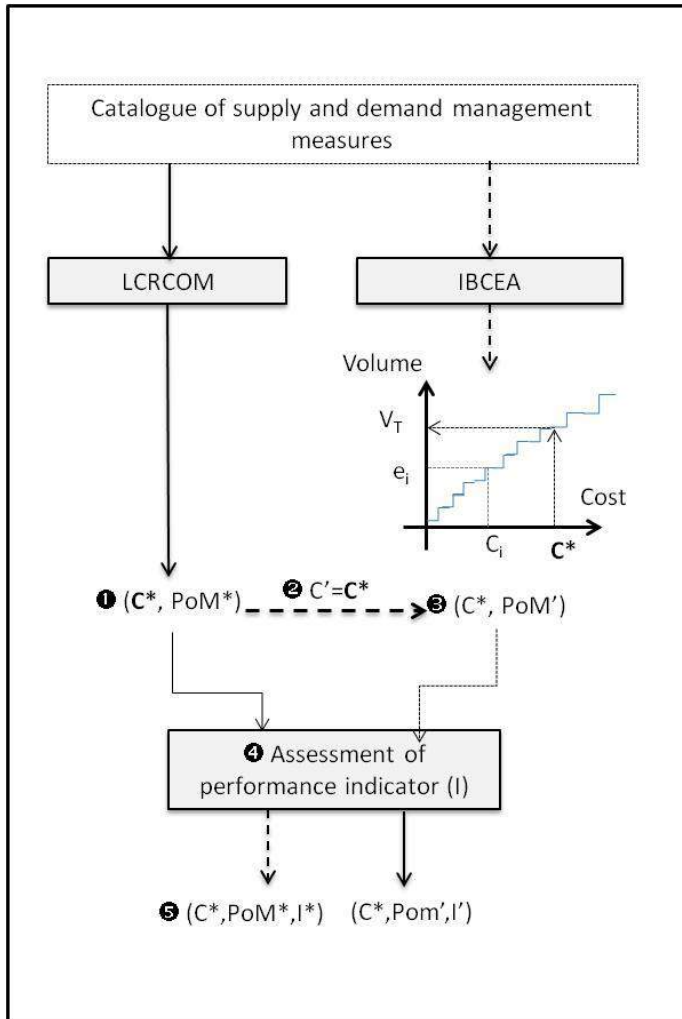 Catalogue of supply and demand management
measures
LCRCOM
IBCEA
Volume
V_T
e_i
Cost
C_i
C*
❶ (C*, PoM*)
❷ C’=C*
❸ (C*, PoM’)
❹ Assessment of
performance indicator (I)
❺ (C*,PoM*,I*)
(C*,Pom’,I’)